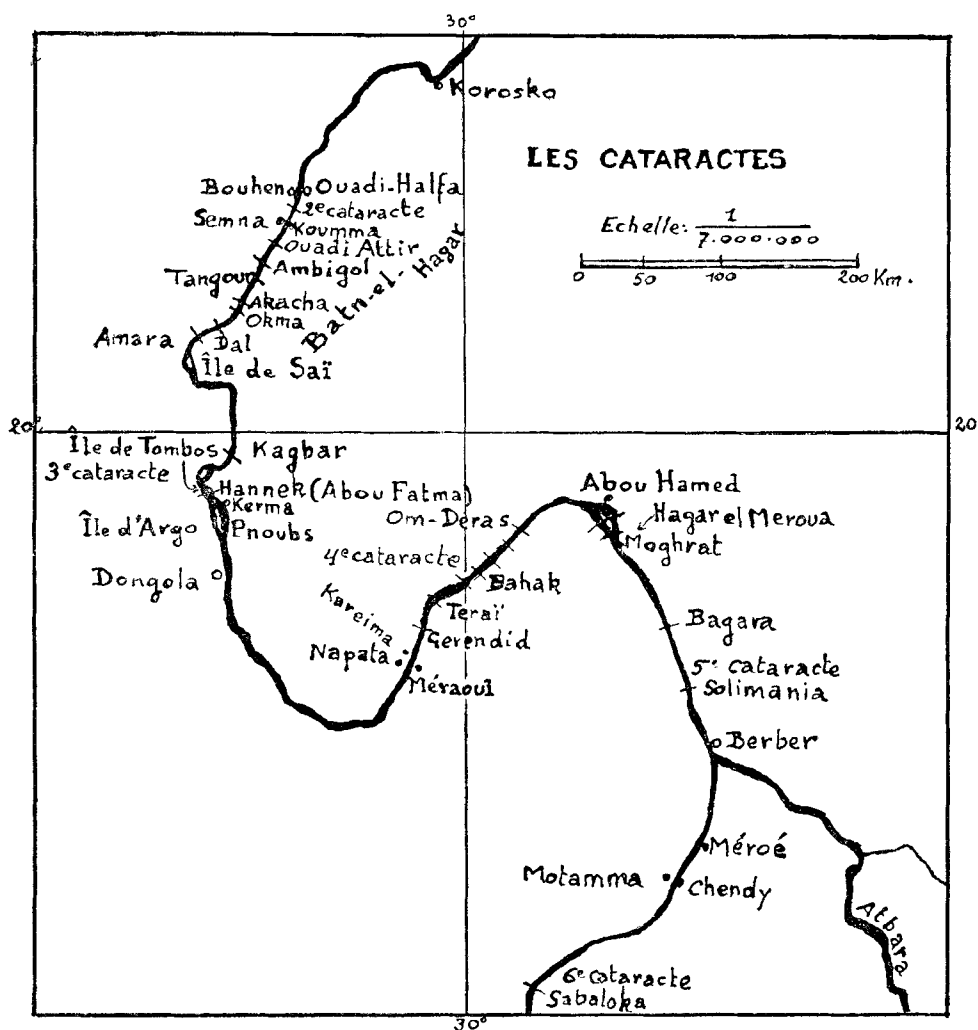 30°
Korosko
LES CATARACTES
Bouhen
Ouadi-Halfa
2e cataracte
Semna
Koumma
Echelle: 1
7.000.000
Ouadi Attir
Ambigol
Tangour
Batn-el-Hagar
0 50 100 200 Km.
Akacha
Okma
Amara
Dal
Île de Saï
20°
20
Île de Tombos
Kagbar
3e cataracte
Hannek (Abou Fatma)
Kerma
Île d'Argo
Pnoubs
Abou Hamed
Hagar el Meroua
Om-Deras
Moghrat
4e cataracte
Dongola
Bahak
Kareima
Teraï
Gerendid
Bagara
Napata
Méraoui
5e cataracte
Solimania
Berber
Méroé
Motamma
Chendy
Atbara
6e cataracte
Sabaloka
30°